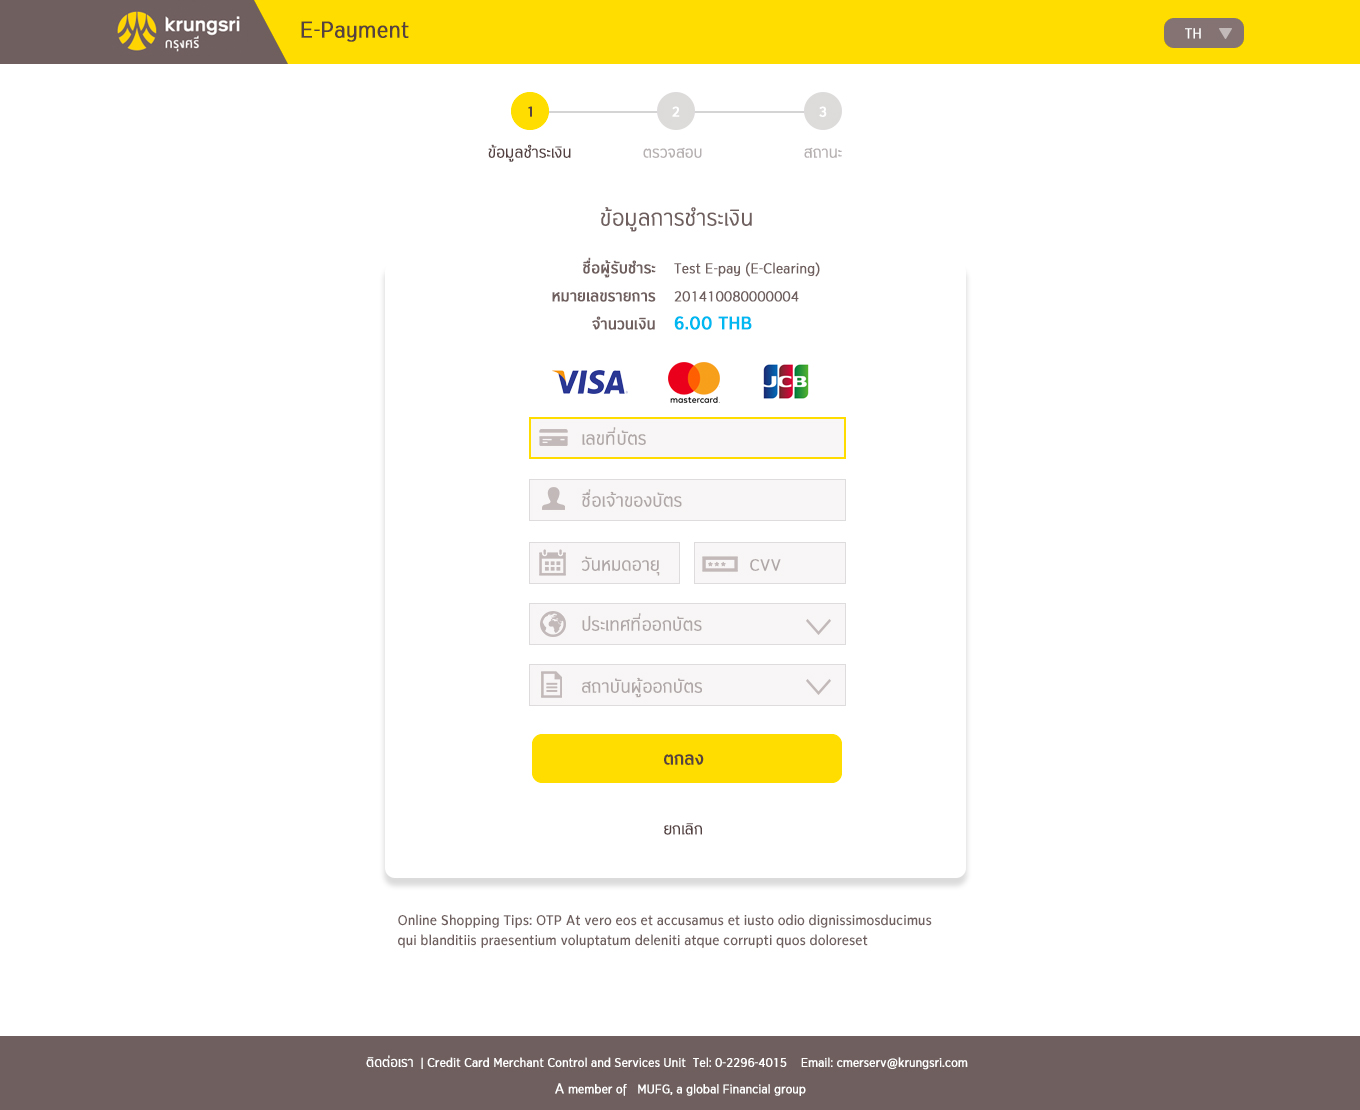 krungsri
กรุงศรี
E-Payment
TH
1 2 3
ข้อมูลชำระเงิน ตรวจสอบ สถานะ
ข้อมูลการชำระเงิน
ชื่อผู้รับชำระ Test E-pay (E-Clearing)
หมายเลขรายการ 201410080000004
จำนวนเงิน 6.00 THB
VISA mastercard. JCB
เลขที่บัตร
ชื่อเจ้าของบัตร
วันหมดอายุ CVV
ประเทศที่ออกบัตร
สถาบันผู้ออกบัตร
ตกลง
ยกเลิก
Online Shopping Tips: OTP At vero eos et accusamus et iusto odio dignissimosducimus
qui blanditiis praesentium voluptatum deleniti atque corrupti quos doloreset
ติดต่อเรา | Credit Card Merchant Control and Services Unit Tel: 0-2296-4015 Email: cmerserv@krungsri.com
A member of MUFG, a global Financial group